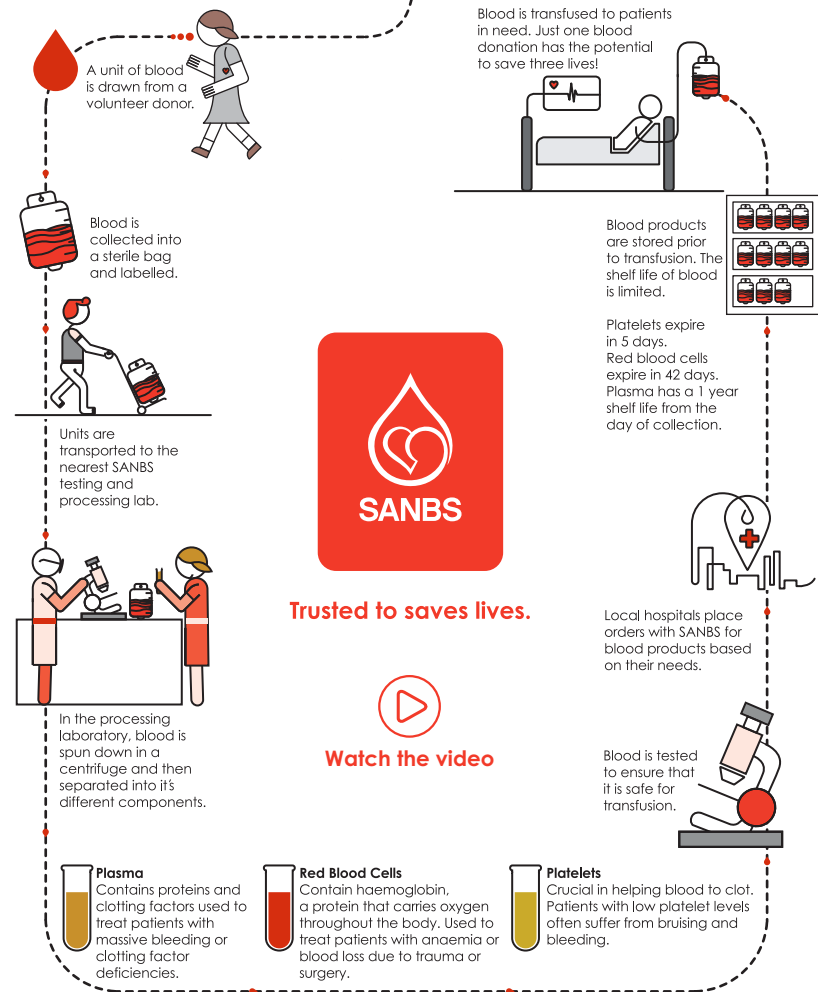 A unit of blood
is drawn from a
volunteer donor.
Blood is
collected into
a sterile bag
and labelled.
Units are
transported to the
nearest SANBS
testing and
processing lab.
In the processing
laboratory, blood is
spun down in a
centrifuge and then
separated into it's
different components.
Plasma
Contains proteins and
clotting factors used to
treat patients with
massive bleeding or
clotting factor
deficiencies.
Red Blood Cells
Contain haemoglobin,
a protein that carries oxygen
throughout the body. Used to
treat patients with anaemia or
blood loss due to trauma or
surgery.
Platelets
Crucial in helping blood to clot.
Patients with low platelet levels
often suffer from bruising and
bleeding.
Blood is tested
to ensure that
it is safe for
transfusion.
Local hospitals place
orders with SANBS for
blood products based
on their needs.
Blood products
are stored prior
to transfusion. The
shelf life of blood
is limited.
Platelets expire
in 5 days.
Red blood cells
expire in 42 days.
Plasma has a 1 year
shelf life from the
day of collection.
Blood is transfused to patients
in need. Just one blood
donation has the potential
to save three lives!
SANBS
Trusted to saves lives.
Watch the video